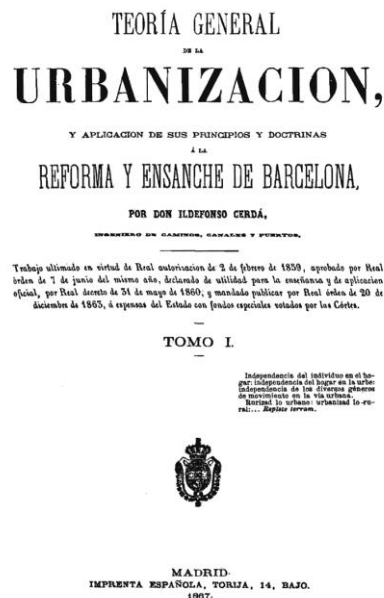 TEORÍA GENERAL
DE LA
URBANIZACION,
Y APLICACION DE SUS PRINCIPIOS Y DOCTRINAS
Á LA
REFORMA Y ENSANCHE DE BARCELONA,
POR DON ILDEFONSO CERDÁ,
INGENIERO DE CAMINOS, CANALES Y PUERTOS,
Trabajo ultimado en virtud de Real autorizacion de 2 de febrero de 1859, aprobado por Real
órden de 7 de junio del mismo año, declarado de utilidad para la enseñanza y de aplicacion
oficial, por Real decreto de 31 de mayo de 1860; y mandado publicar por Real órden de 20 de
diciembre de 1863, á expensas del Estado con fondos especiales votados por las Córtes.
TOMO I.
Independencia del individuo en el ho-
gar: independencia del hogar en la urbe:
independencia de los diversos géneros
de movimiento en la via urbana.
Rurizad lo urbano: urbanizad lo ru-
ral:... Replete terram.
MADRID.
IMPRENTA ESPAÑOLA, TORIJA, 14, BAJO.
1867.